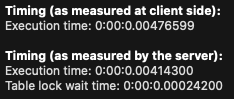 Timing (as measured at client side):
Execution time: 0:00:0.00476599
Timing (as measured by the server):
Execution time: 0:00:0.00414300
Table lock wait time: 0:00:0.00024200